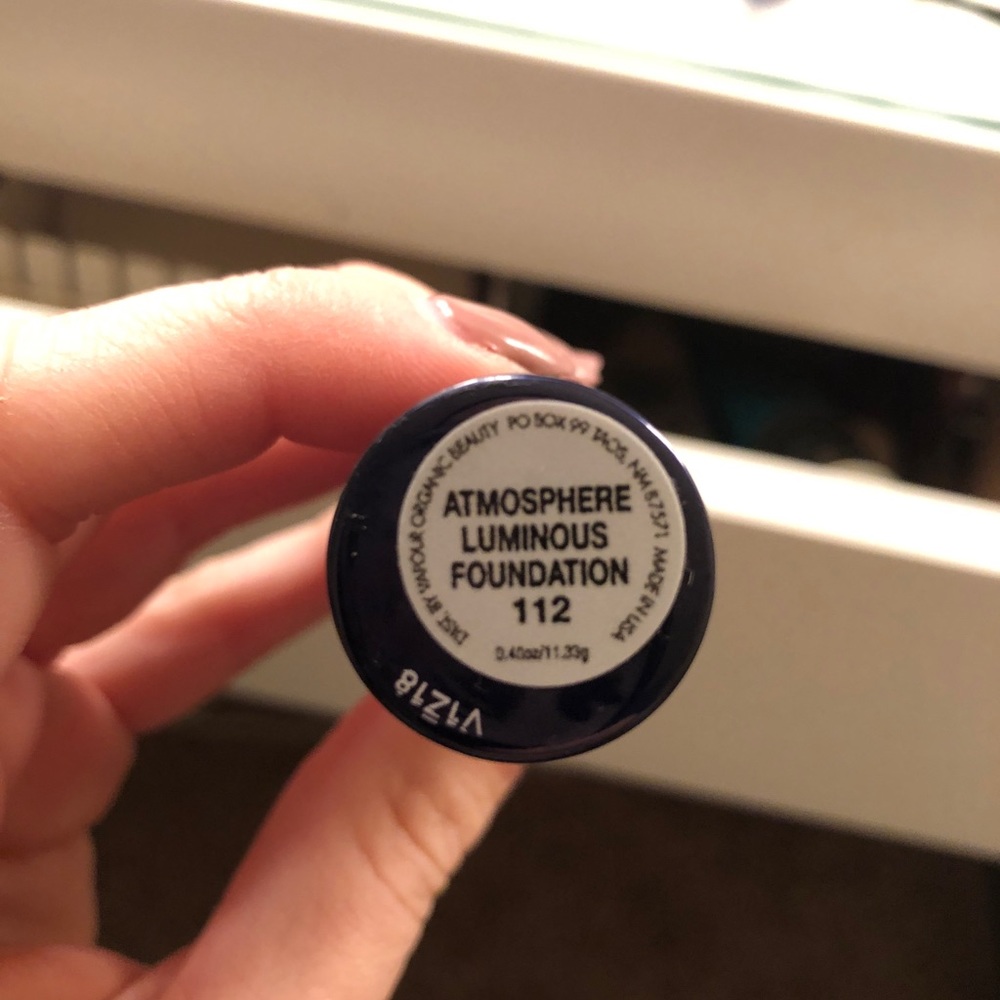 DIST. BY VAPOUR ORGANIC BEAUTY PO BOX 99 TAOS, NM 87571 MADE IN USA
ATMOSPHERE
LUMINOUS
FOUNDATION
112
0.40oz/11.33g
V1Z18